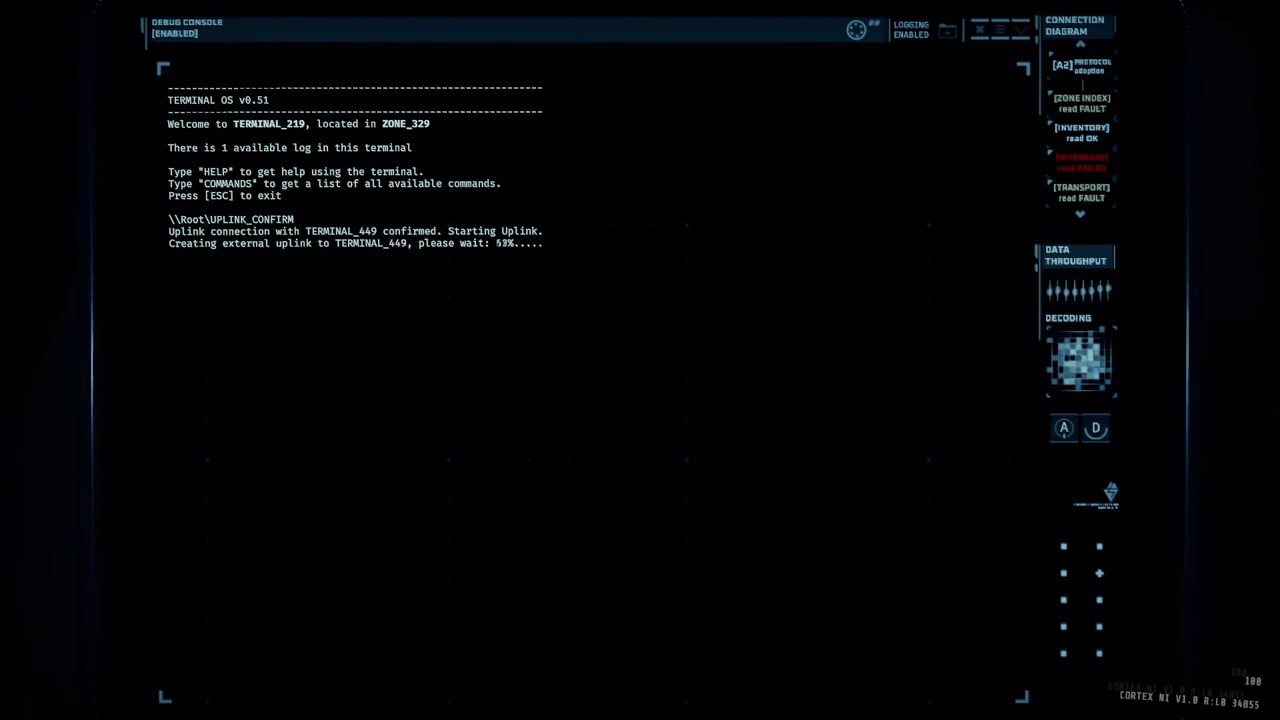 DEBUG CONSOLE
[ENABLED]
LOGGING
ENABLED
--------------------------------------------------------------------------------
TERMINAL OS v0.51
--------------------------------------------------------------------------------
Welcome to TERMINAL_219, located in ZONE_329
There is 1 available log in this terminal
Type "HELP" to get help using the terminal.
Type "COMMANDS" to get a list of all available commands.
Press [ESC] to exit
\\Root\UPLINK_CONFIRM
Uplink connection with TERMINAL_449 confirmed. Starting Uplink.
Creating external uplink to TERMINAL_449, please wait: .....
CONNECTION
DIAGRAM
[A2] PROTOCOL
adaption
[ZONE INDEX]
read FAULT
[INVENTORY]
read OK
read FAILED
[TRANSPORT]
read FAULT
DATA
THROUGHPUT
DECODING
A D
100
CORTEX NI V1.0 R:L0 34855